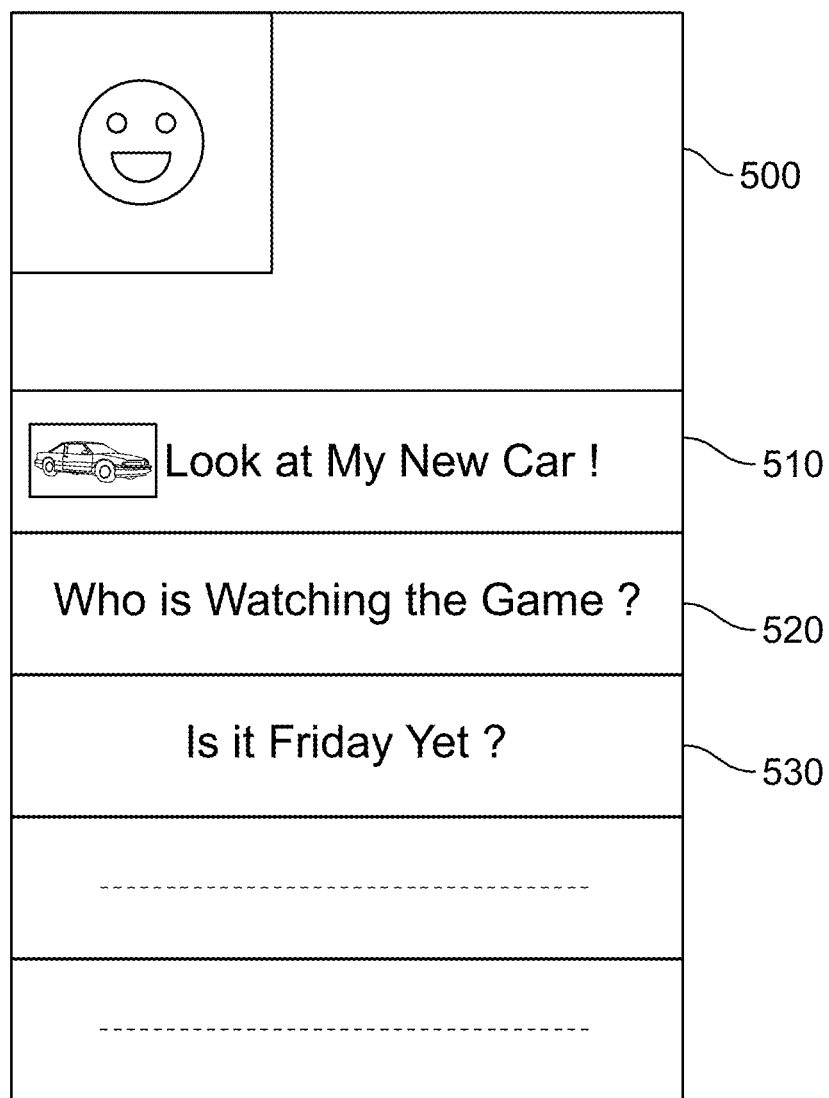 500
Look at My New Car !
510
Who is Watching the Game ?
520
Is it Friday Yet ?
530